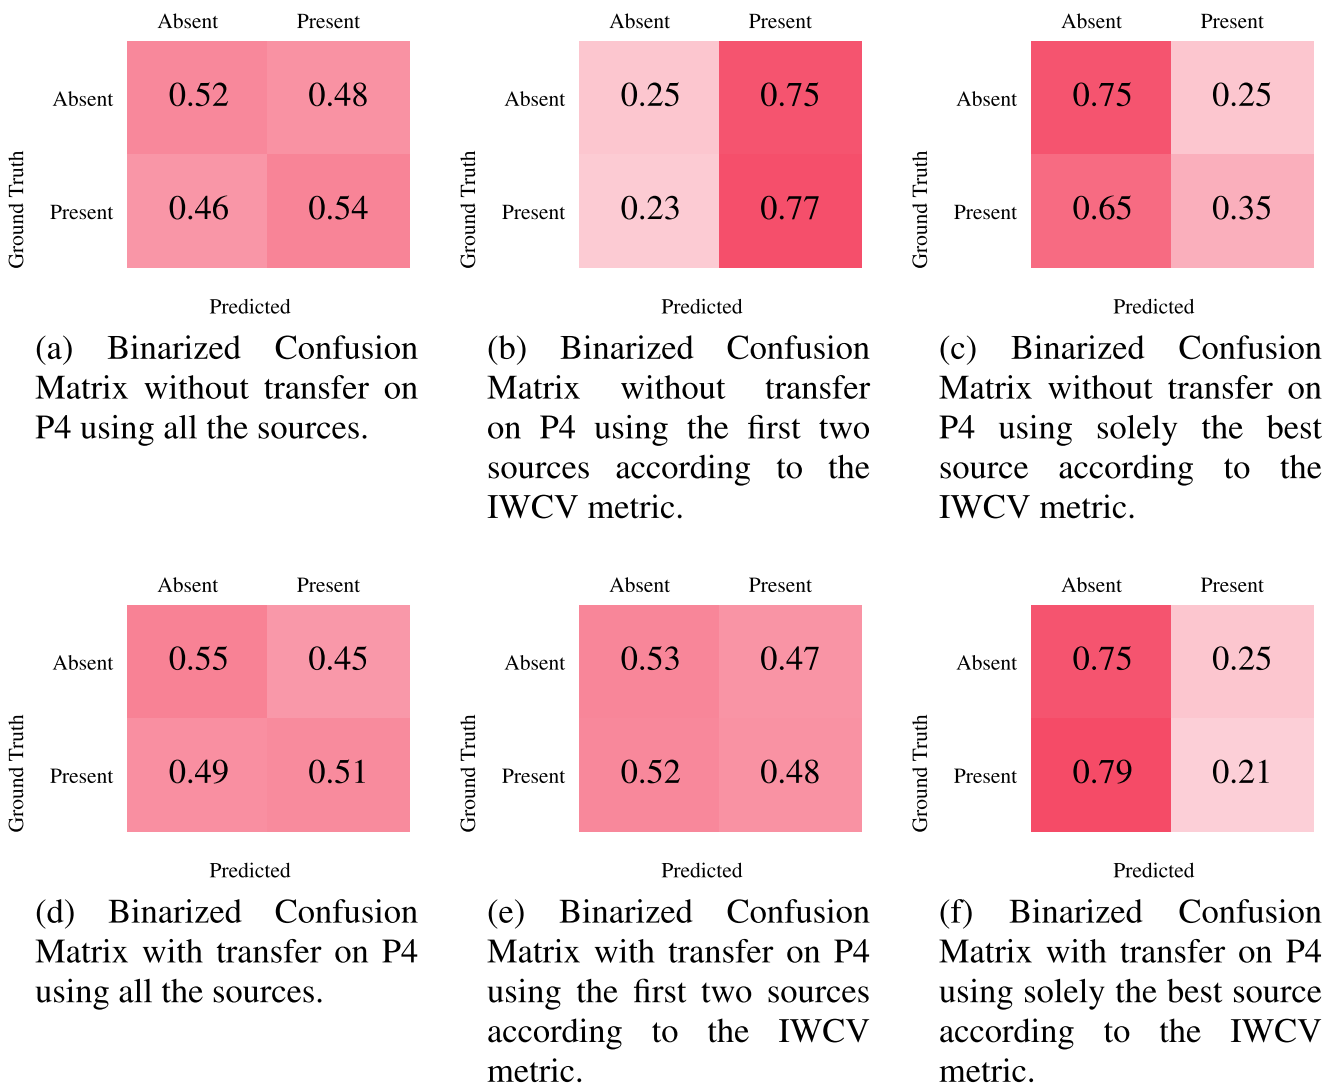 Absent Present
Absent 0.52 0.48
Present 0.46 0.54
Ground Truth
Predicted
(a) Binarized Confusion
Matrix without transfer on
P4 using all the sources.
Absent Present
Absent 0.25 0.75
Present 0.23 0.77
Ground Truth
Predicted
(b) Binarized Confusion
Matrix without transfer
on P4 using the first two
sources according to the
IWCV metric.
Absent Present
Absent 0.75 0.25
Present 0.65 0.35
Ground Truth
Predicted
(c) Binarized Confusion
Matrix without transfer on
P4 using solely the best
source according to the
IWCV metric.
Absent Present
Absent 0.55 0.45
Present 0.49 0.51
Ground Truth
Predicted
(d) Binarized Confusion
Matrix with transfer on P4
using all the sources.
Absent Present
Absent 0.53 0.47
Present 0.52 0.48
Ground Truth
Predicted
(e) Binarized Confusion
Matrix with transfer on P4
using the first two sources
according to the IWCV
metric.
Absent Present
Absent 0.75 0.25
Present 0.79 0.21
Ground Truth
Predicted
(f) Binarized Confusion
Matrix with transfer on P4
using solely the best source
according to the IWCV
metric.